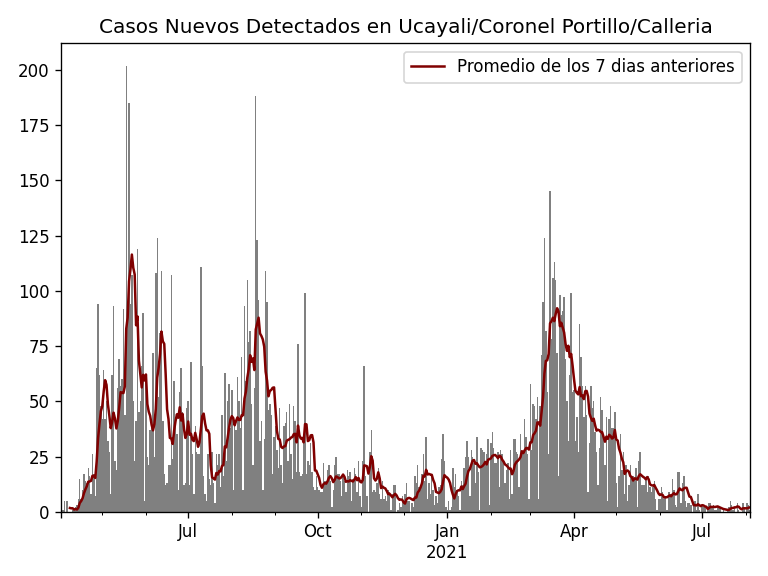 Casos Nuevos Detectados en Ucayali/Coronel Portillo/Calleria
Promedio de los 7 dias anteriores
200
175
150
125
100
75
50
25
0
Jul
Oct
Jan
Apr
Jul
2021